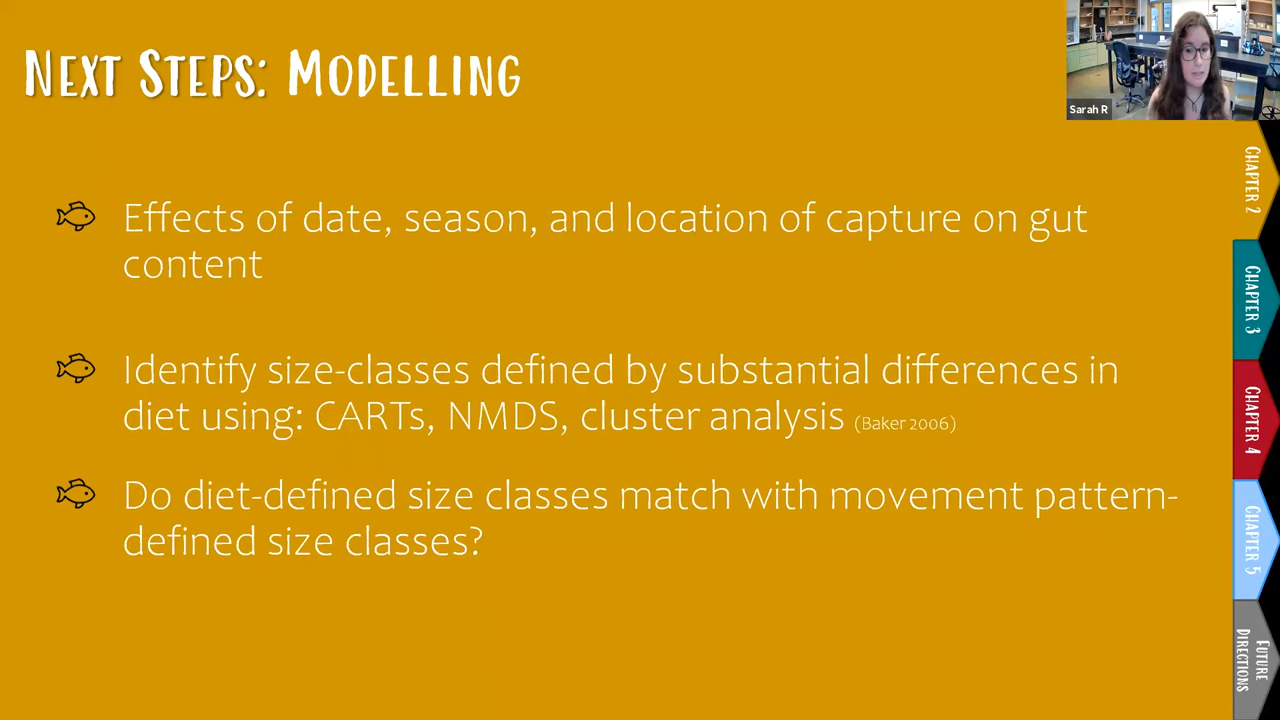 Next Steps: Modelling
Sarah R
Effects of date, season, and location of capture on gut
content
Identify size-classes defined by substantial differences in
diet using: CARTs, NMDS, cluster analysis (Baker 2006)
Do diet-defined size classes match with movement pattern-
defined size classes?
Chapter 2
Chapter 3
Chapter 4
Chapter 5
Future
Directions